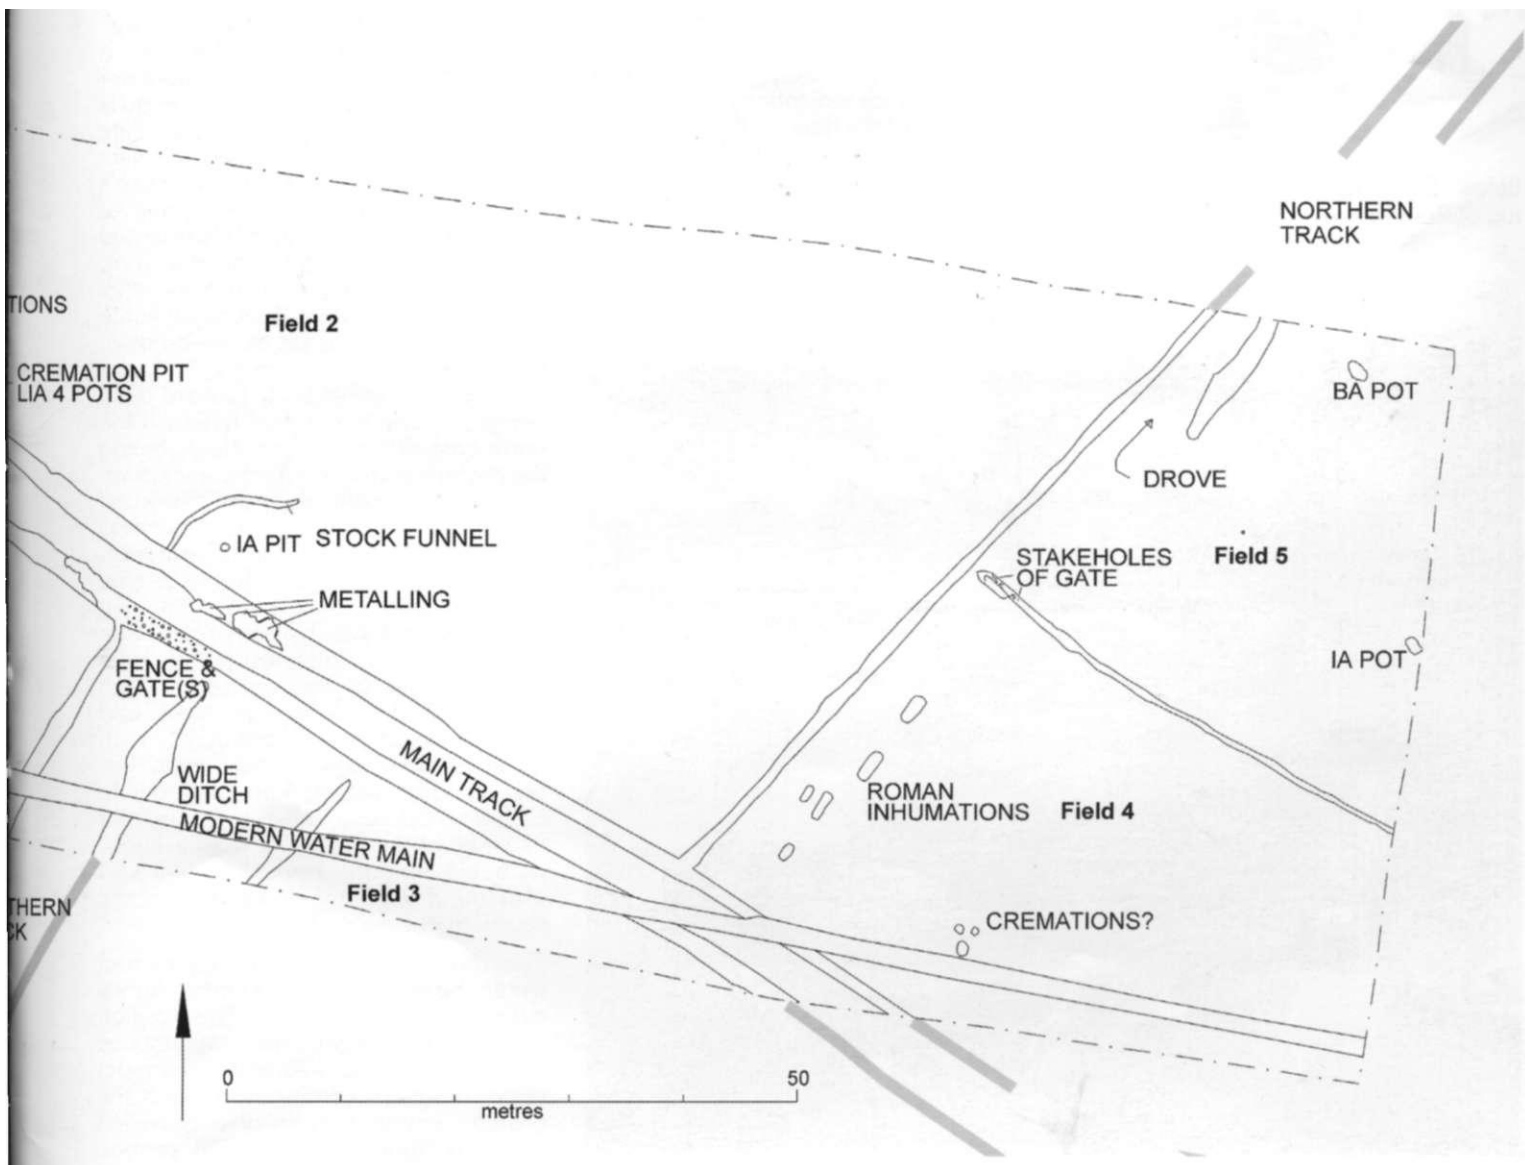 NORTHERN
TRACK
TIONS
Field 2
CREMATION PIT
LIA 4 POTS
BA POT
DROVE
IA PIT
STOCK FUNNEL
STAKEHOLES
OF GATE
Field 5
METALLING
IA POT
FENCE &
GATE(S)
MAIN TRACK
WIDE
DITCH
ROMAN
INHUMATIONS
Field 4
MODERN WATER MAIN
Field 3
THERN
CK
CREMATIONS?
0
50
metres